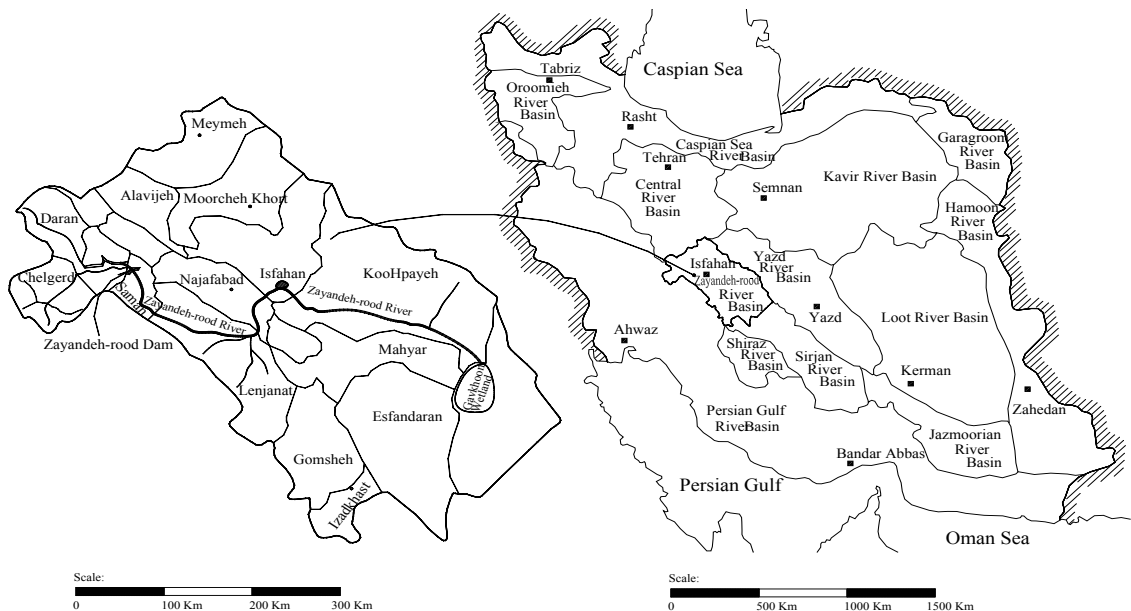 Meymeh
Alavijeh
Moorcheh Khort
Daran
Chelgerd
Saman
Najafabad
Isfahan
KooHpayeh
Zayandeh-rood River
Zayandeh-rood River
Zayandeh-rood Dam
Mahyar
Lenjanat
Gavkhooni
Wetland
Esfandaran
Gomsheh
Izadkhast
Scale:
0 100 Km 200 Km 300 Km
Caspian Sea
Tabriz
Oroomieh
River
Basin
Rasht
Caspian Sea
River Basin
Tehran
Central
River
Basin
Semnan
Kavir River Basin
Garagroon
River
Basin
Hamoon
River
Basin
Isfahan
Zayandeh-rood
River
Basin
Yazd
River
Basin
Yazd
Loot River Basin
Ahwaz
Shiraz
River
Basin
Sirjan
River
Basin
Kerman
Zahedan
Persian Gulf
RiveBasin
Jazmoorian
River
Basin
Bandar Abbas
Persian Gulf
Oman Sea
Scale:
0 500 Km 1000 Km 1500 Km